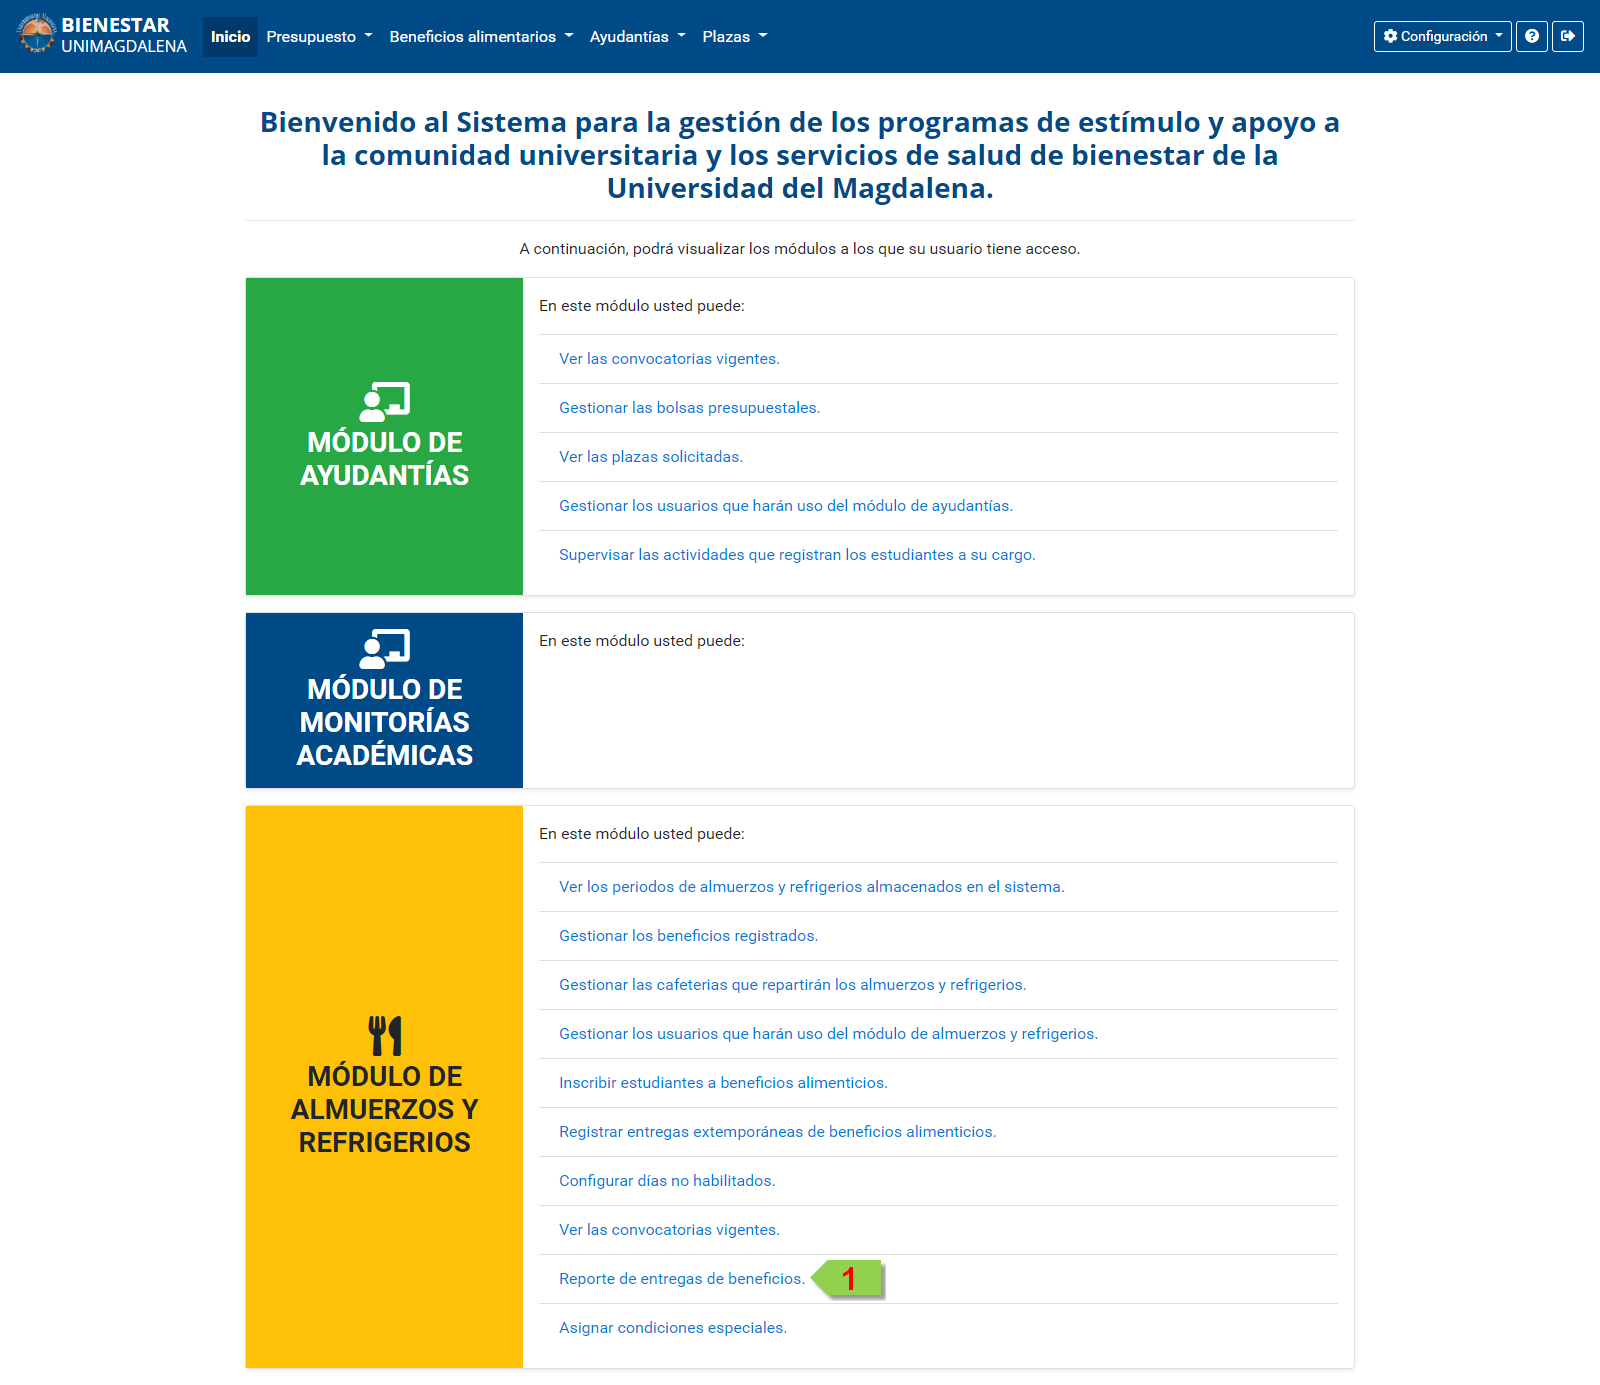 BIENESTAR
UNIMAGDALENA
Inicio
Presupuesto
Beneficios alimentarios
Ayudantías
Plazas
Configuración
Bienvenido al Sistema para la gestión de los programas de estímulo y apoyo a
la comunidad universitaria y los servicios de salud de bienestar de la
Universidad del Magdalena.
A continuación, podrá visualizar los módulos a los que su usuario tiene acceso.
MÓDULO DE
AYUDANTÍAS
En este módulo usted puede:
Ver las convocatorias vigentes.
Gestionar las bolsas presupuestales.
Ver las plazas solicitadas.
Gestionar los usuarios que harán uso del módulo de ayudantías.
Supervisar las actividades que registran los estudiantes a su cargo.
MÓDULO DE
MONITORÍAS
ACADÉMICAS
En este módulo usted puede:
MÓDULO DE
ALMUERZOS Y
REFRIGERIOS
En este módulo usted puede:
Ver los periodos de almuerzos y refrigerios almacenados en el sistema.
Gestionar los beneficios registrados.
Gestionar las cafeterias que repartirán los almuerzos y refrigerios.
Gestionar los usuarios que harán uso del módulo de almuerzos y refrigerios.
Inscribir estudiantes a beneficios alimenticios.
Registrar entregas extemporáneas de beneficios alimenticios.
Configurar días no habilitados.
Ver las convocatorias vigentes.
Reporte de entregas de beneficios.
1
Asignar condiciones especiales.